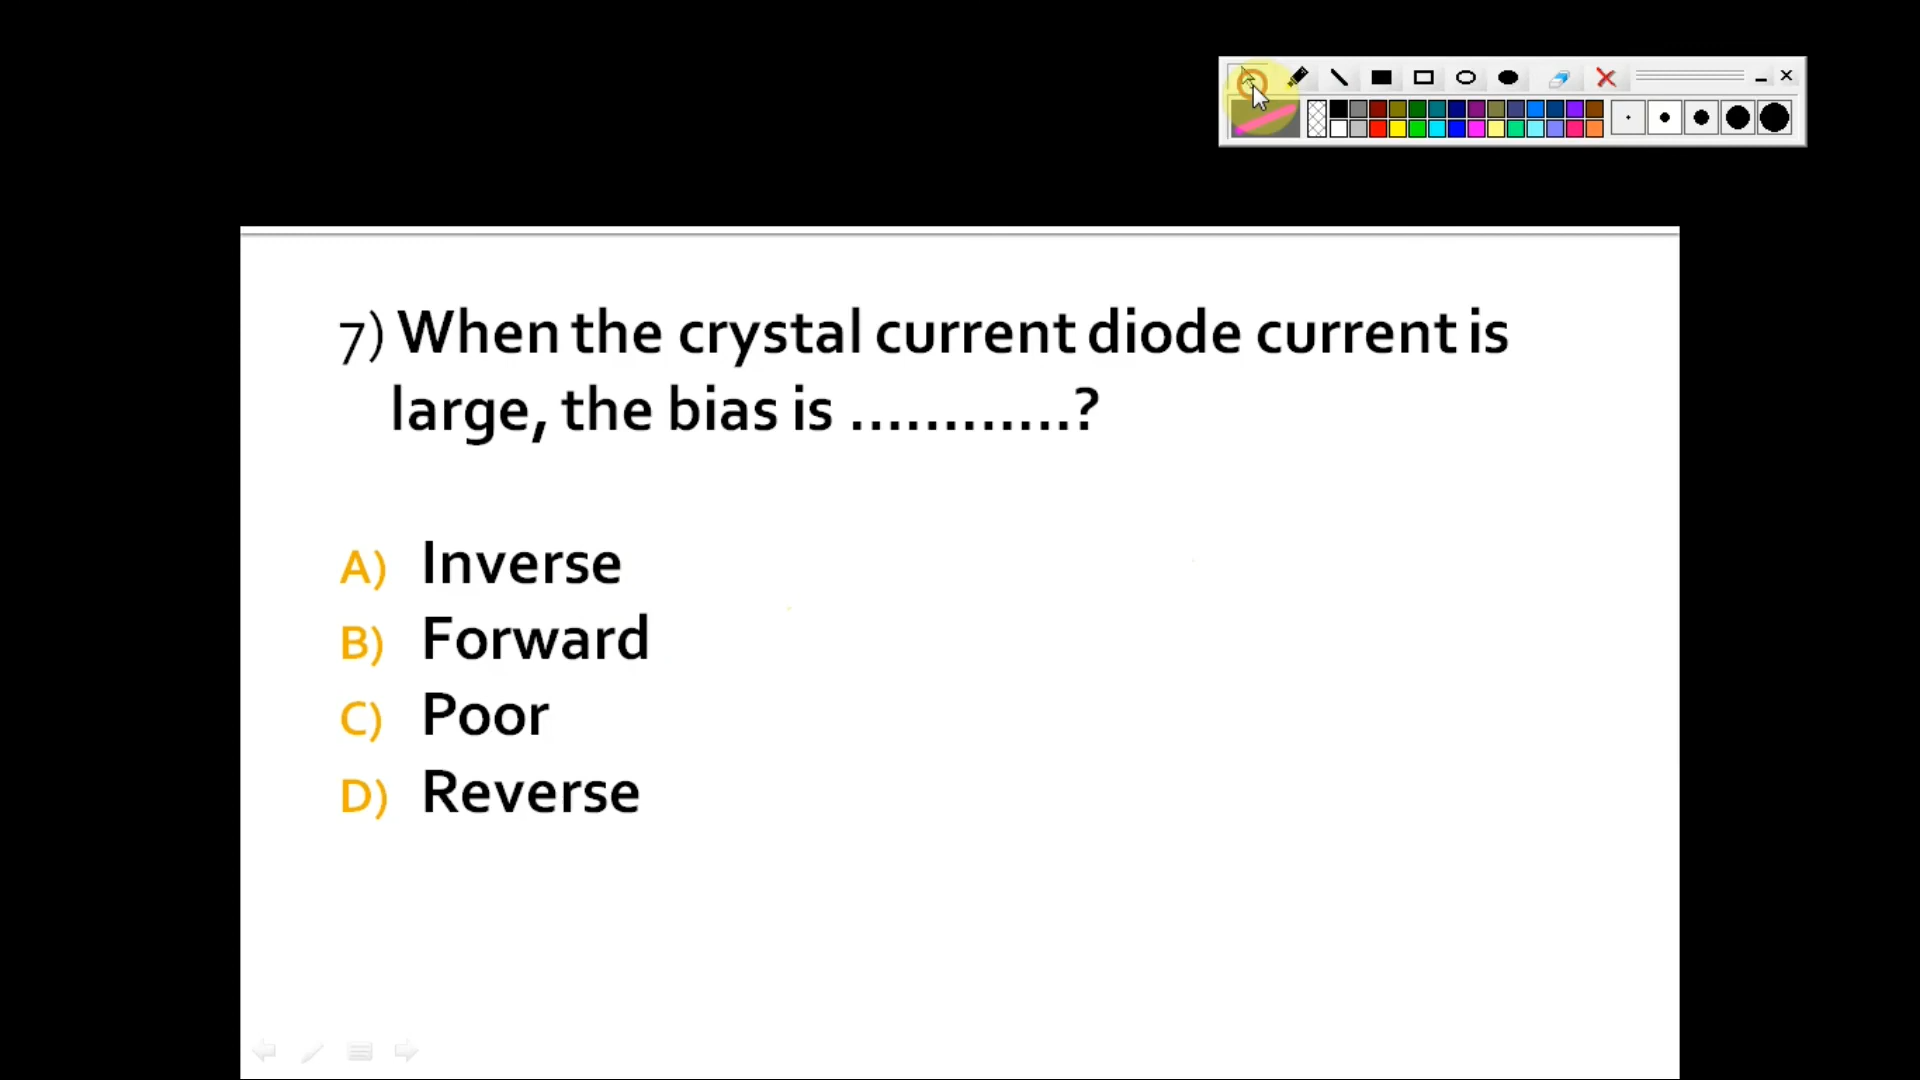 7) When the crystal current diode current is
large, the bias is ............?
A) Inverse
B) Forward
C) Poor
D) Reverse